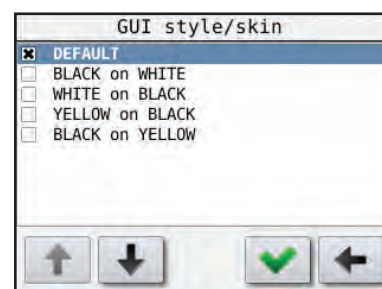 GUI style/skin
DEFAULT
BLACK on WHITE
WHITE on BLACK
YELLOW on BLACK
BLACK on YELLOW